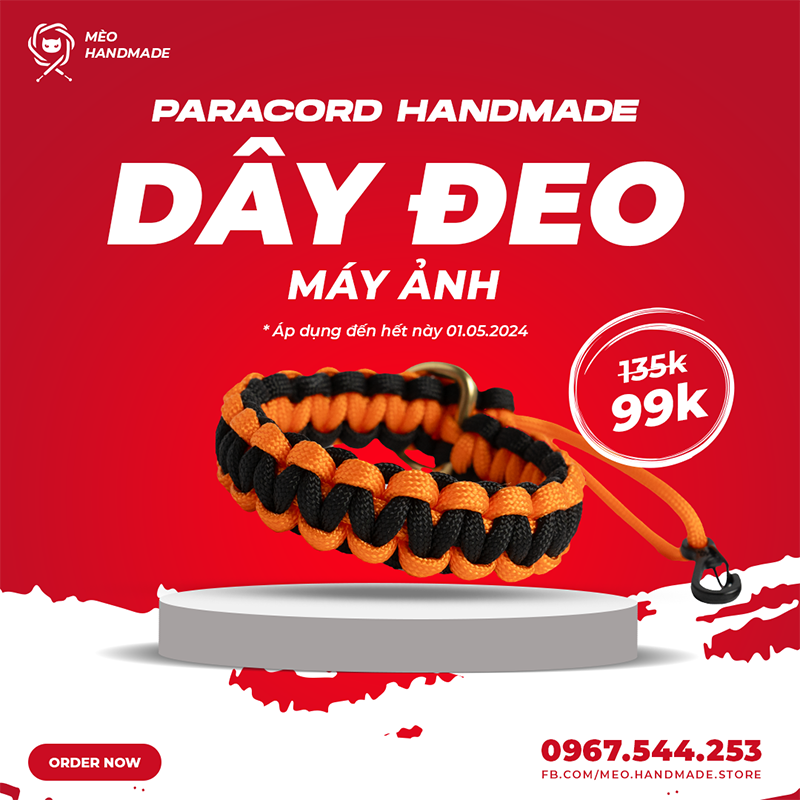 MÈO
HANDMADE
PARACORD HANDMADE
DÂY ĐEO
MÁY ẢNH
* Áp dụng đến hết này 01.05.2024
135k
99k
ORDER NOW
0967.544.253
FB.COM/MEO.HANDMADE.STORE